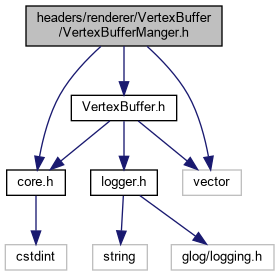 headers/renderer/VertexBuffer
/VertexBufferManger.h
VertexBuffer.h
core.h
logger.h
vector
cstdint
string
glog/logging.h